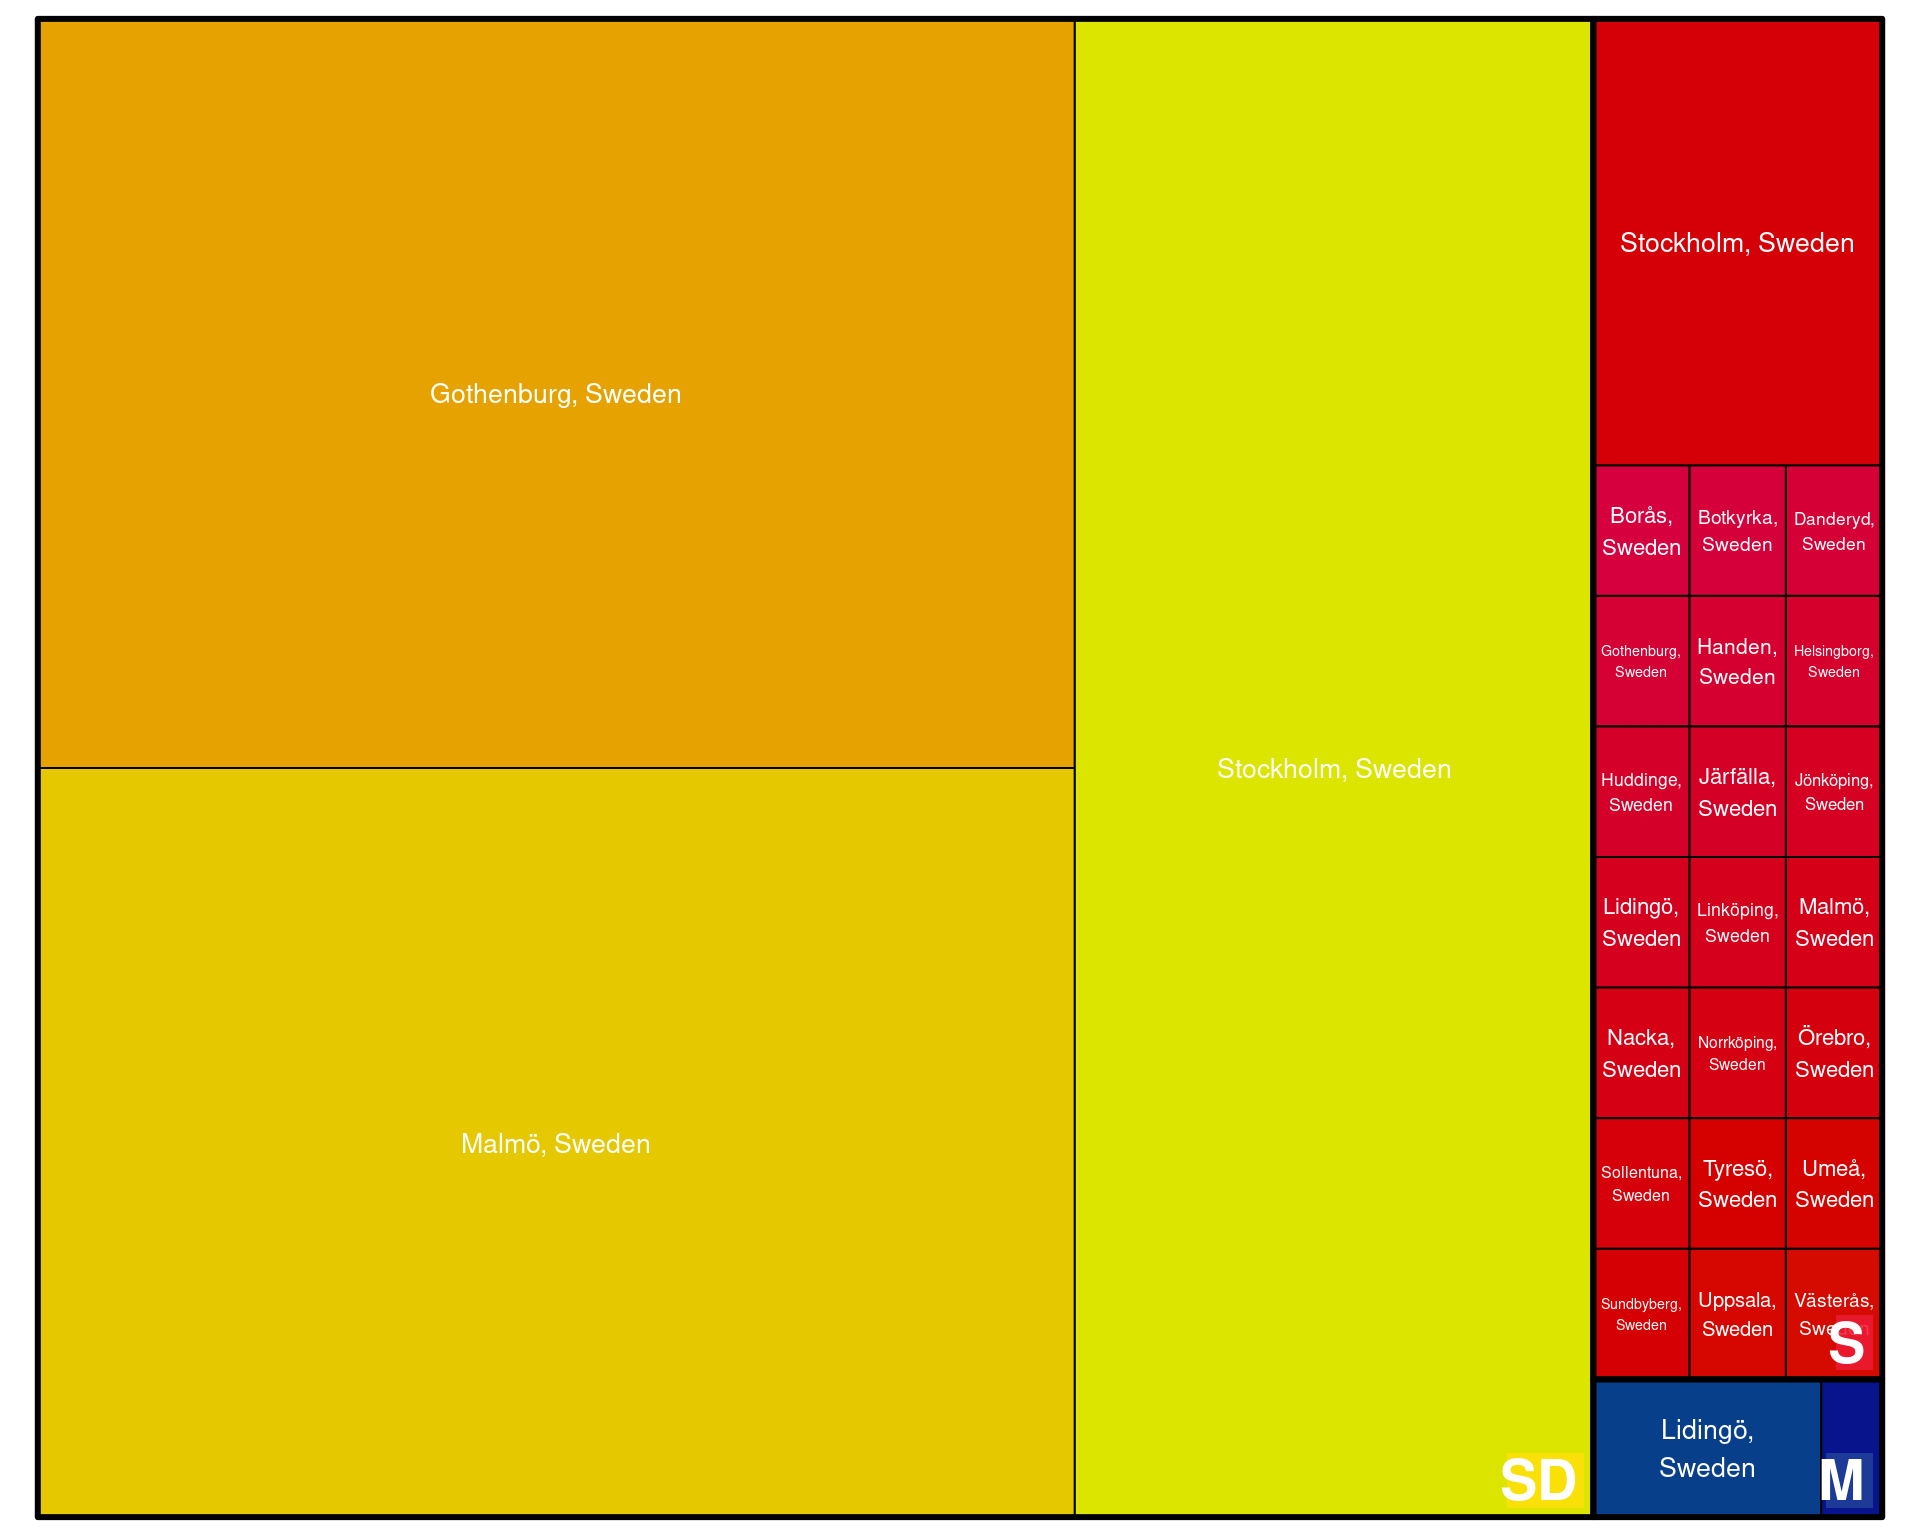 Gothenburg, Sweden
Malmö, Sweden
Stockholm, Sweden
SD
Stockholm, Sweden
Borås,
Sweden
Botkyrka,
Sweden
Danderyd,
Sweden
Gothenburg,
Sweden
Handen,
Sweden
Helsingborg,
Sweden
Huddinge,
Sweden
Järfälla,
Sweden
Jönköping,
Sweden
Lidingö,
Sweden
Linköping,
Sweden
Malmö,
Sweden
Nacka,
Sweden
Norrköping,
Sweden
Örebro,
Sweden
Sollentuna,
Sweden
Tyresö,
Sweden
Umeå,
Sweden
Sundbyberg,
Sweden
Uppsala,
Sweden
Västerås,
Sweden
S
Lidingö,
Sweden
M